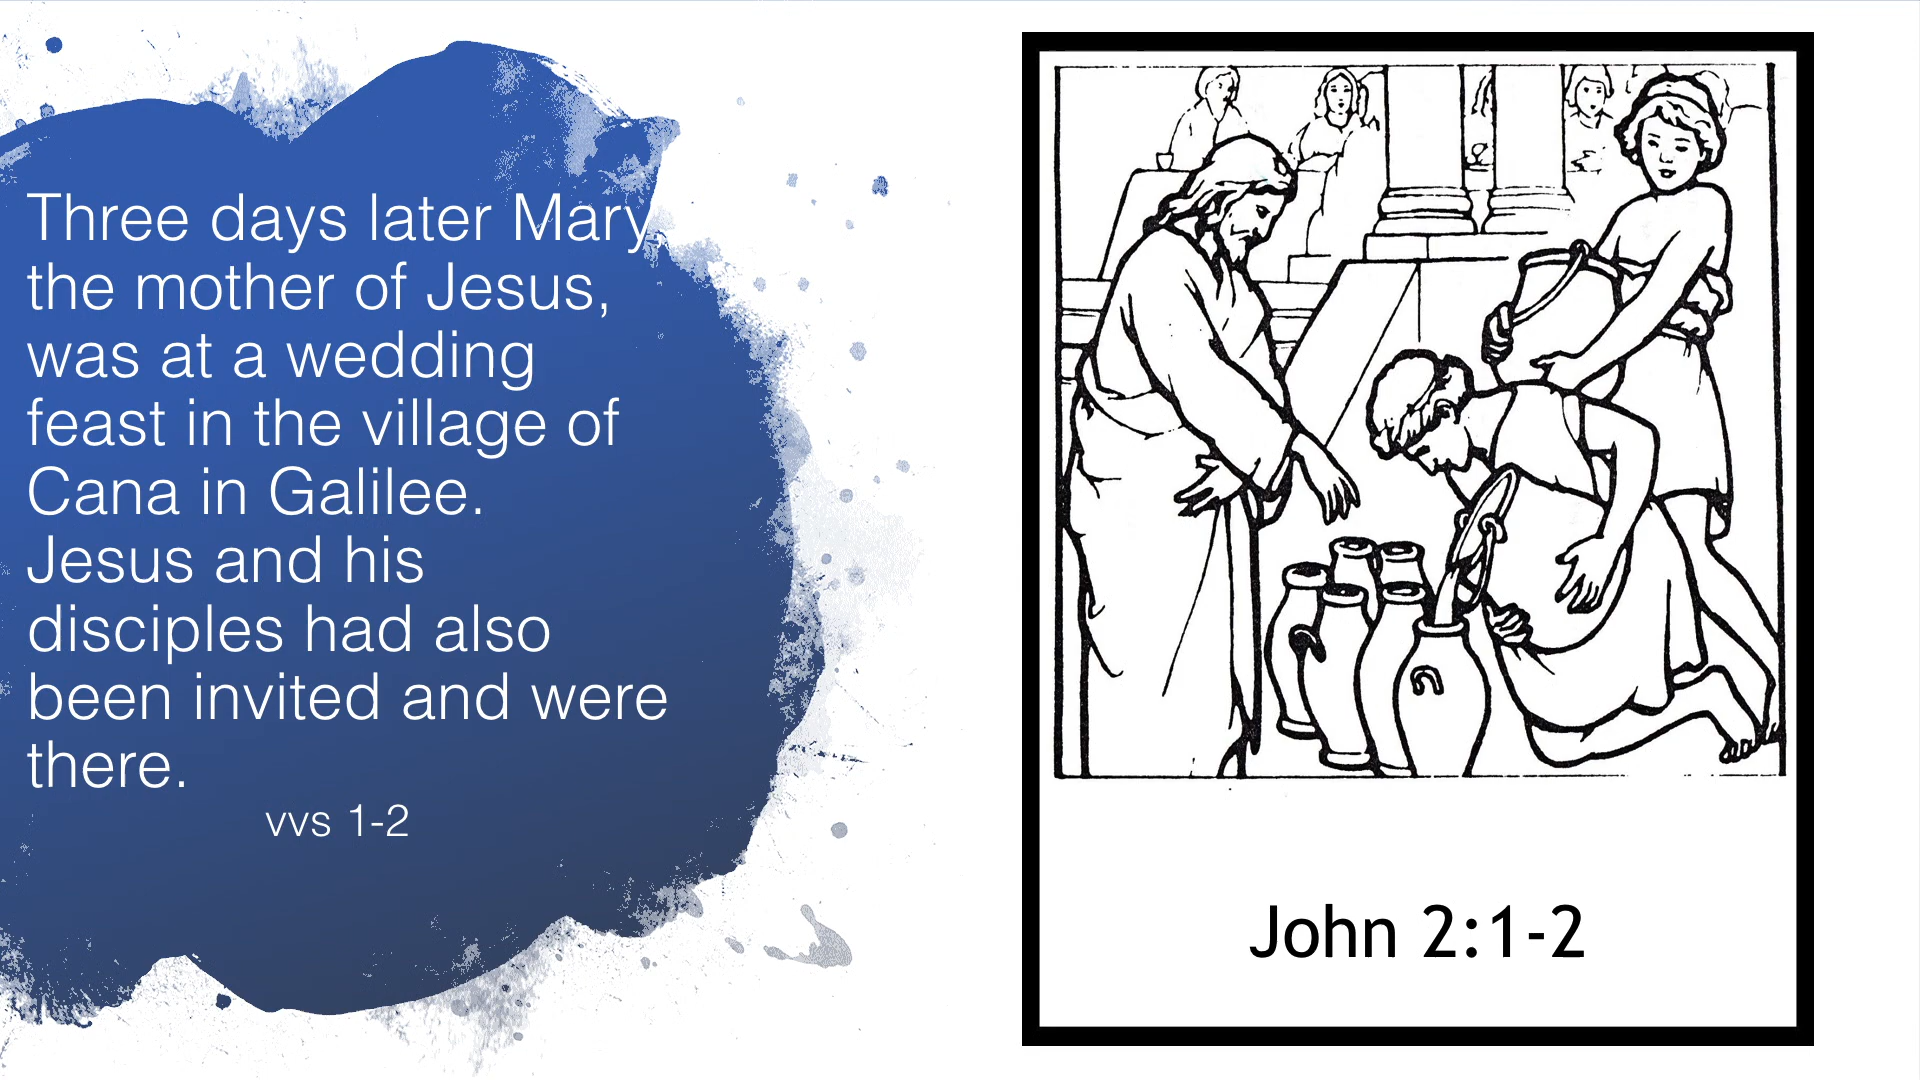 Three days later Mary,
the mother of Jesus,
was at a wedding
feast in the village of
Cana in Galilee.
Jesus and his
disciples had also
been invited and were
there.
vvs 1-2
John 2:1-2